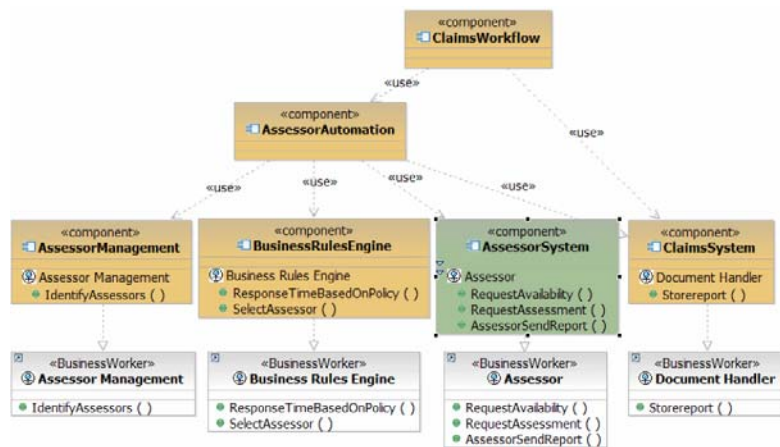 «component»
ClaimsWorkflow
«use»
«component»
AssessorAutomation
«use»
«use»
«use»
«use»
«use»
«component»
AssessorManagement
Assessor Management
IdentifyAssessors ( )
«component»
BusinessRulesEngine
Business Rules Engine
ResponseTimeBasedOnPolicy ( )
SelectAssessor ( )
«component»
AssessorSystem
Assessor
RequestAvailability ( )
RequestAssessment ( )
AssessorSendReport ( )
«component»
ClaimsSystem
Document Handler
Storereport ( )
«BusinessWorker»
Assessor Management
IdentifyAssessors ( )
«BusinessWorker»
Business Rules Engine
ResponseTimeBasedOnPolicy ( )
SelectAssessor ( )
«BusinessWorker»
Assessor
RequestAvailability ( )
RequestAssessment ( )
AssessorSendReport ( )
«BusinessWorker»
Document Handler
Storereport ( )